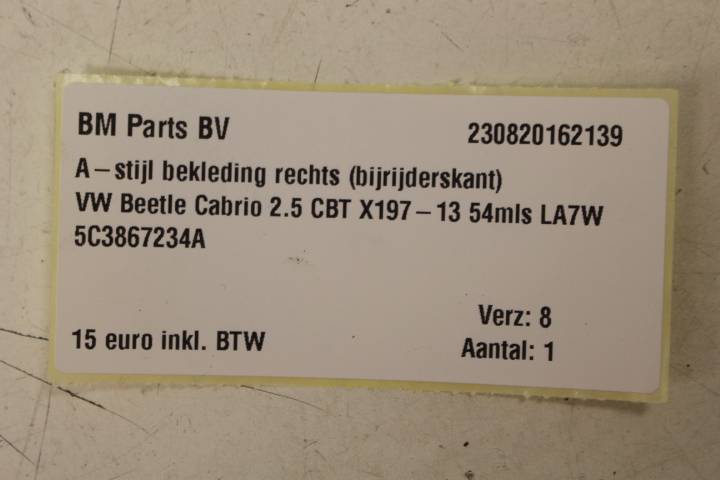 BM Parts BV 230820162139
A-stijl bekleding rechts (bijrijderskant)
VW Beetle Cabrio 2.5 CBT X197-13 54mls LA7W
5C3867234A
Verz: 8
15 euro inkl. BTW
Aantal: 1